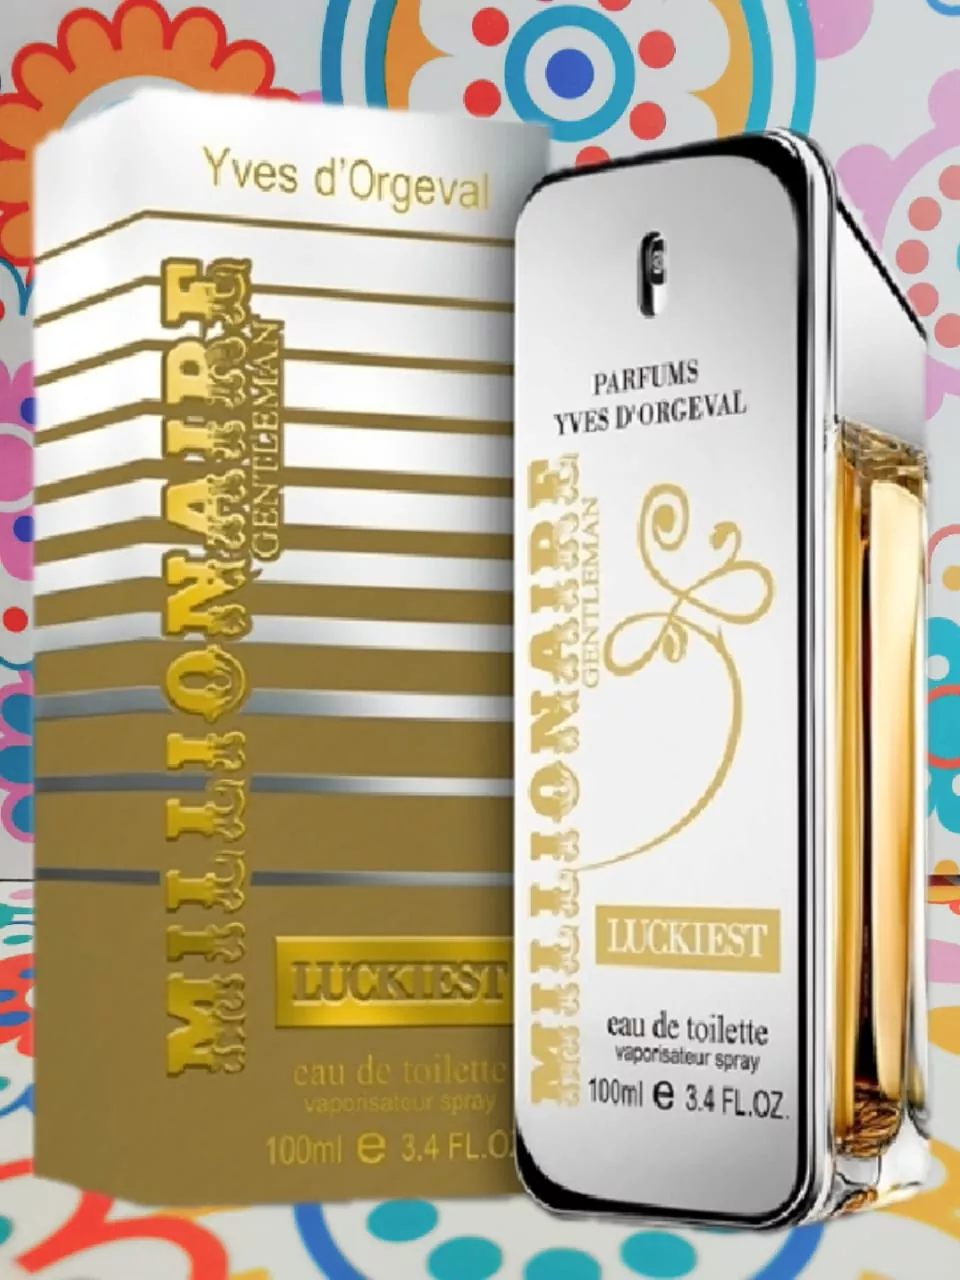 Yves d'Orgeval
MILLIONAIRE
GENTLEMAN
LUCKIEST
eau de toilette
vaporisateur spray
100ml e 3.4 FL.OZ
PARFUMS
YVES D'ORGEVAL
MILLIONAIRE
GENTLEMAN
LUCKIEST
eau de toilette
vaporisateur spray
100ml e 3.4 FL.OZ.